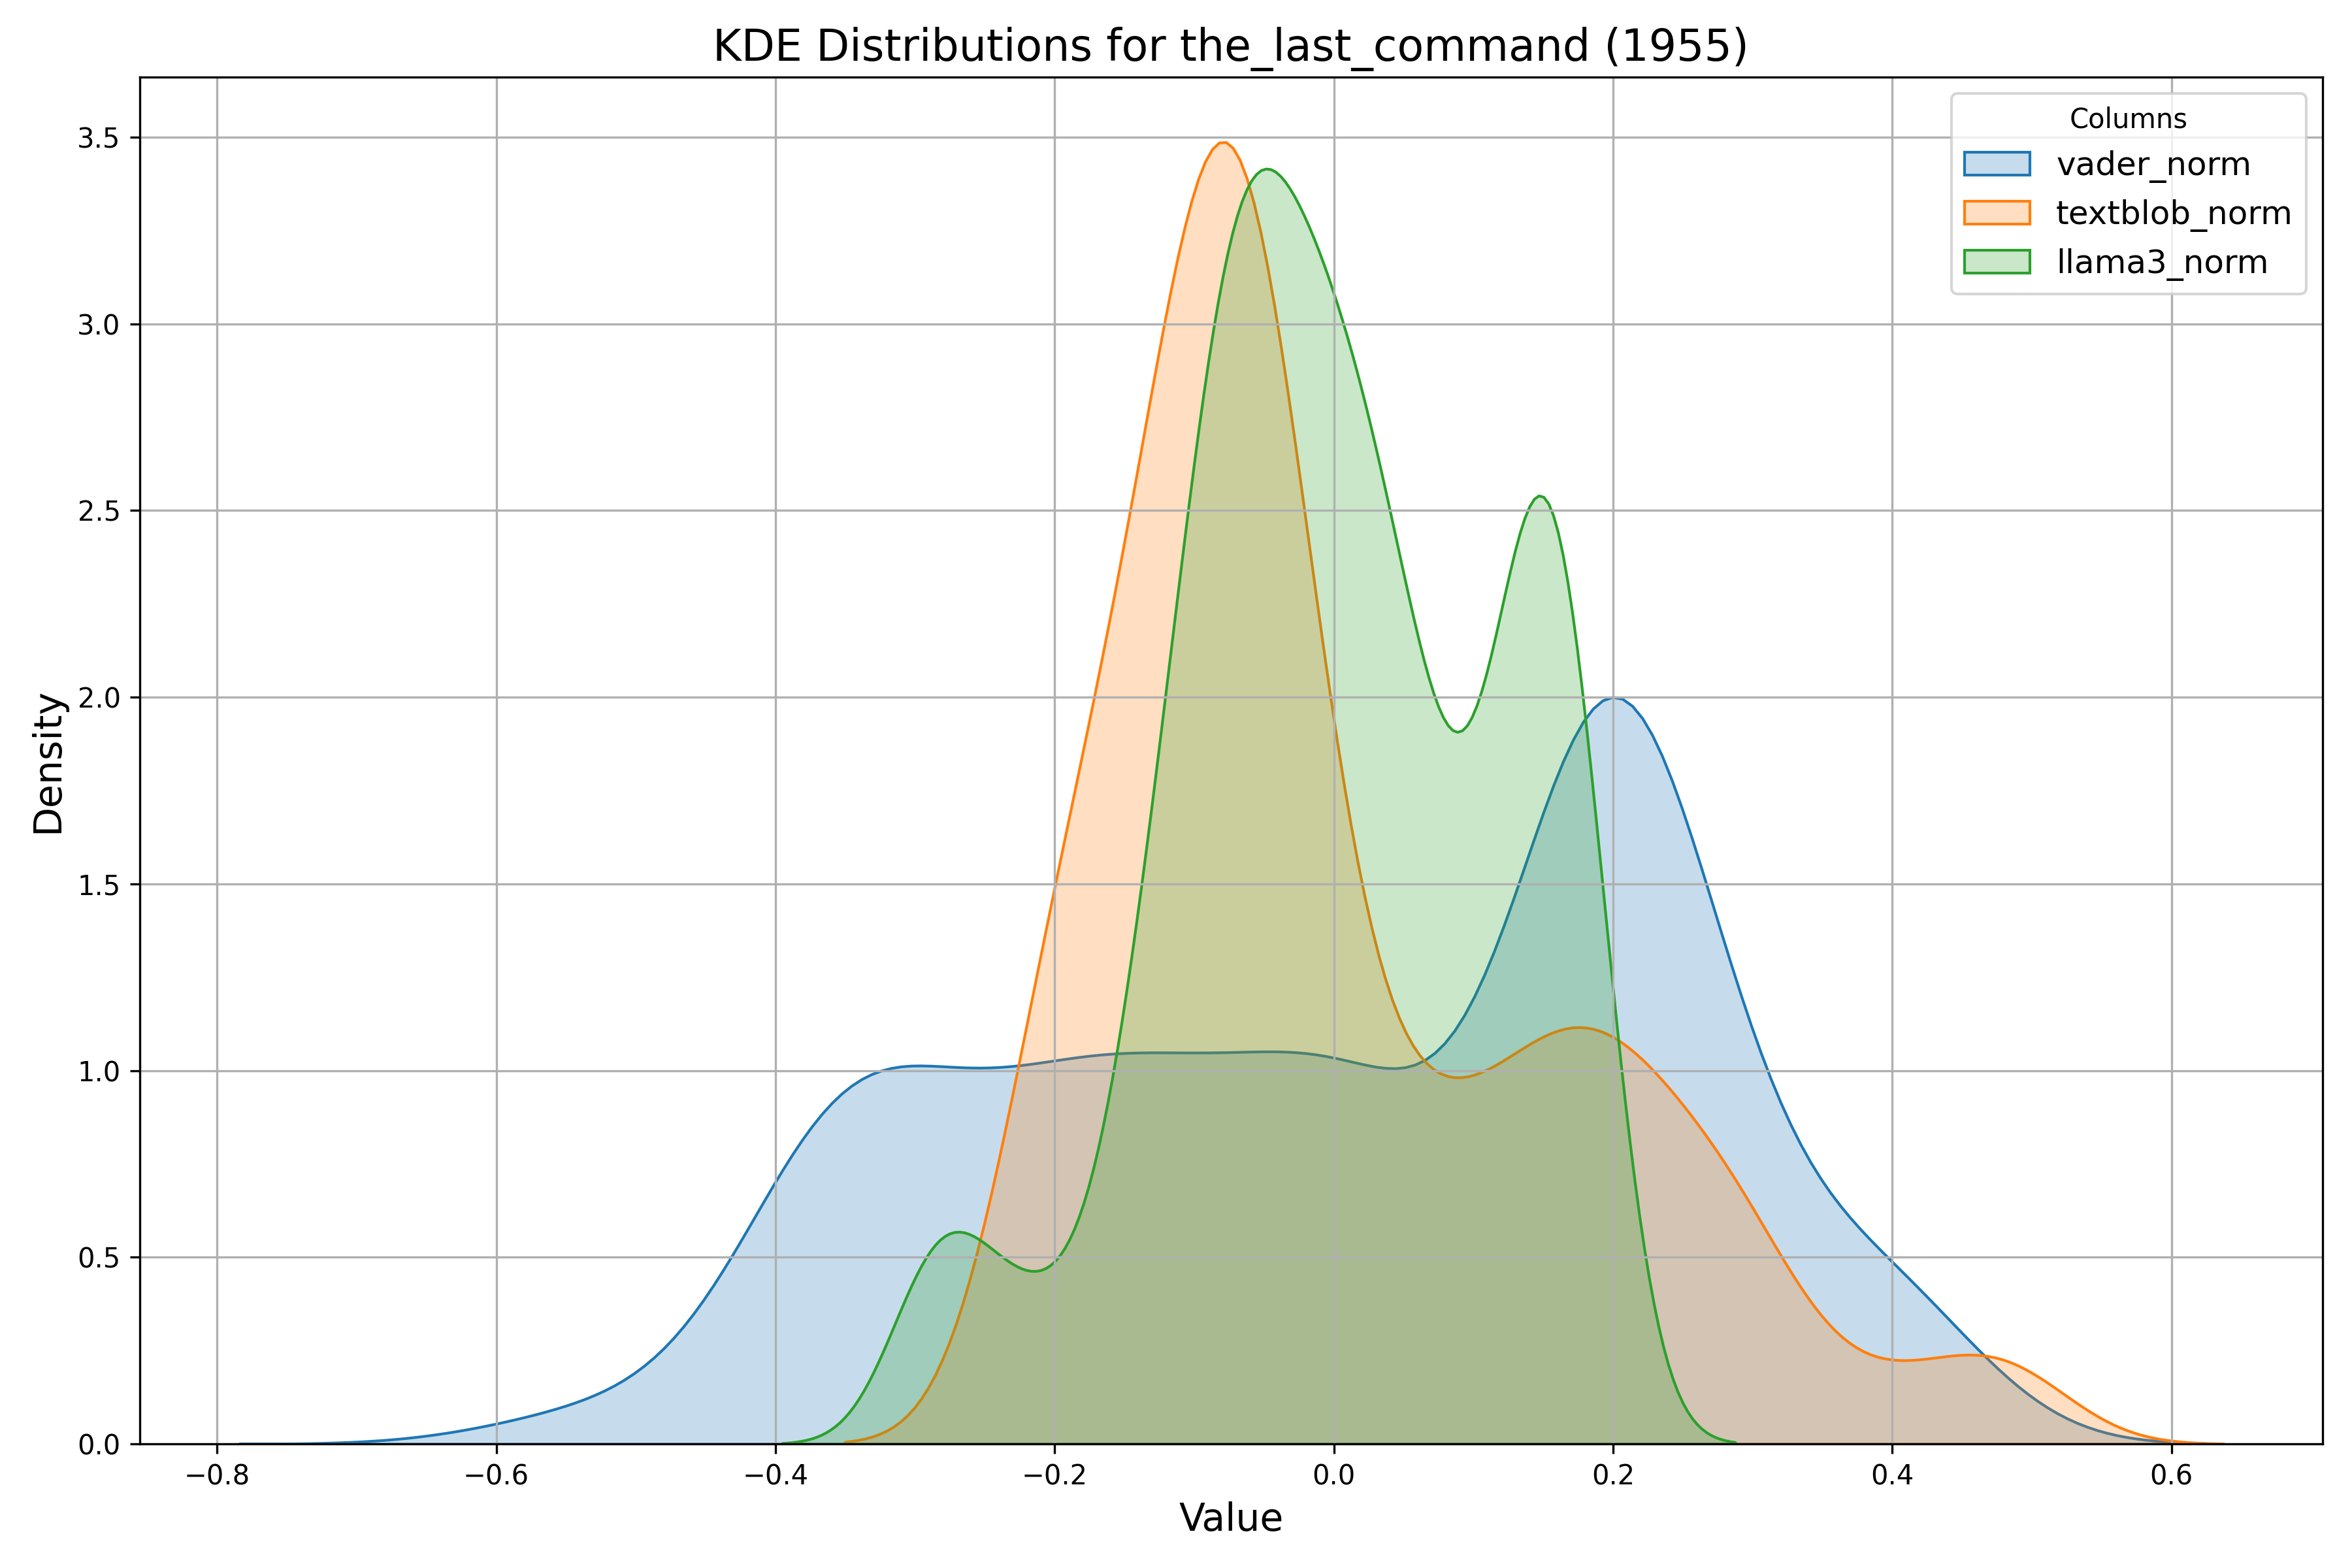 KDE Distributions for the_last_command (1955)
Columns
vader_norm
textblob_norm
llama3_norm
Density
3.5
3.0
2.5
2.0
1.5
1.0
0.5
0.0
−0.8
−0.6
−0.4
−0.2
0.0
0.2
0.4
0.6
Value